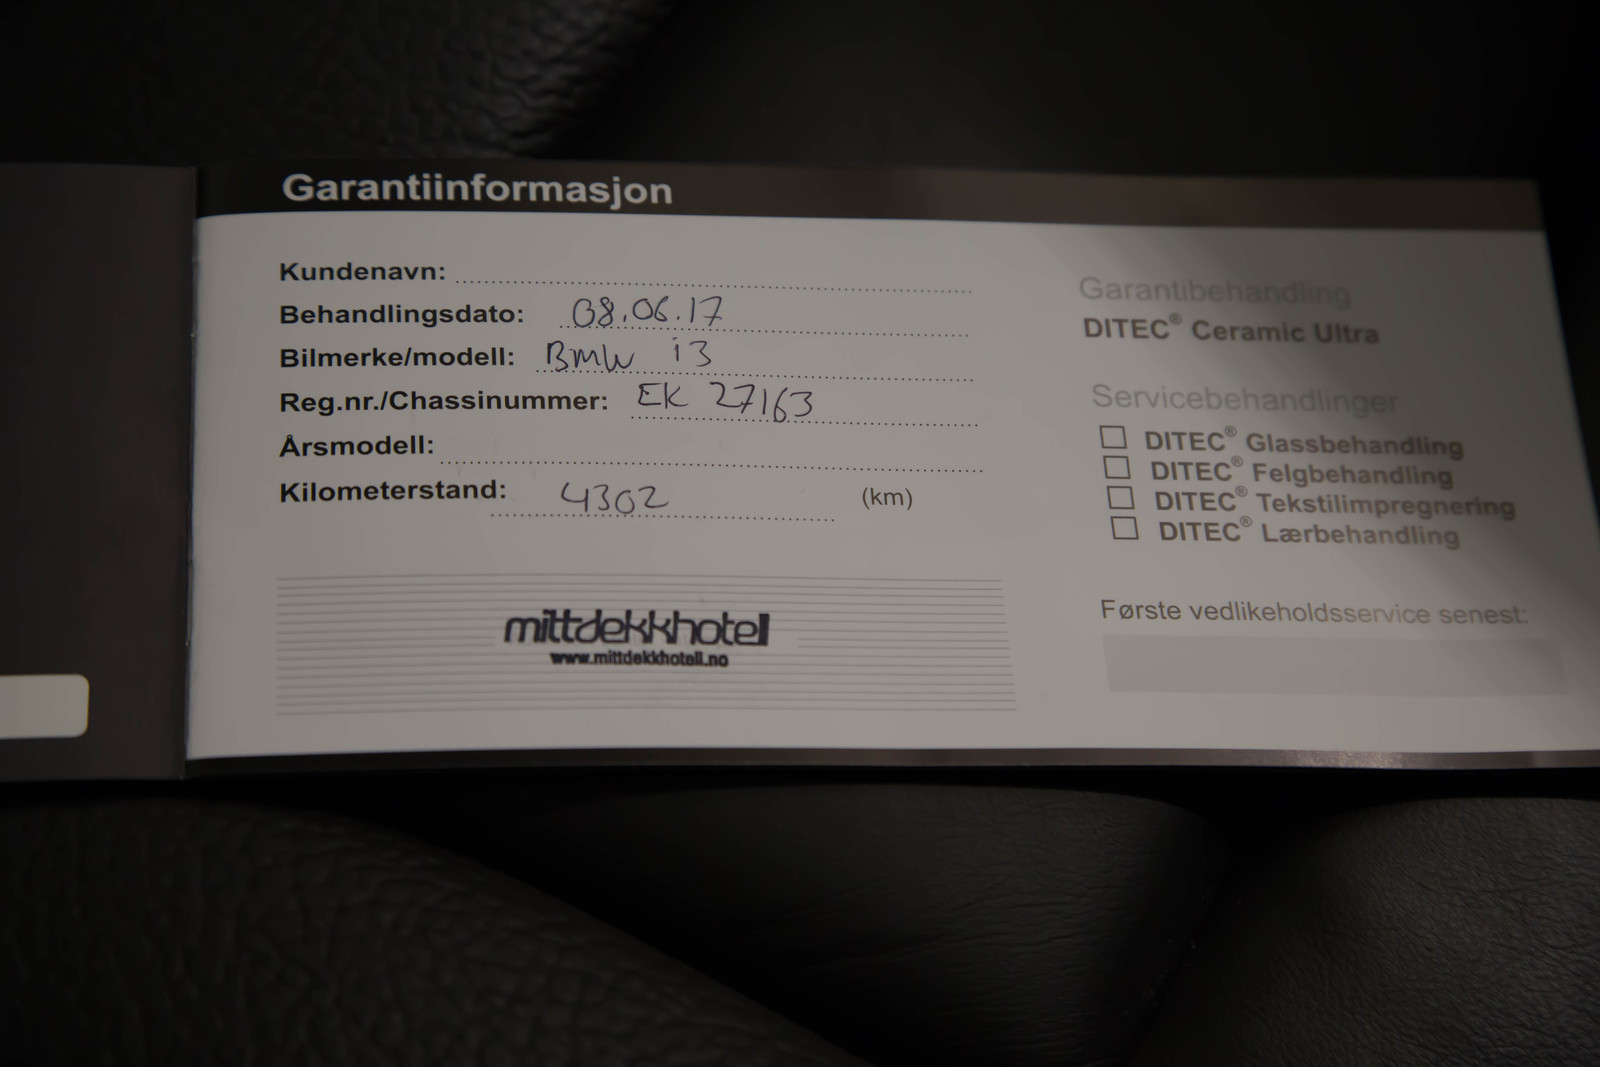 Garantiinformasjon
Kundenavn:
Behandlingsdato: 08.06.17
Bilmerke/modell: BMW i3
Reg.nr./Chassinummer: EK 27163
Årsmodell:
Kilometerstand: 4302 (km)
mittdekkhotell
www.mittdekkhotell.no
Garantibehandling
DITEC® Ceramic Ultra
Servicebehandlinger
DITEC® Glassbehandling
DITEC® Felgbehandling
DITEC® Tekstilimpregnering
DITEC® Lærbehandling
Første vedlikeholdsservice senest: